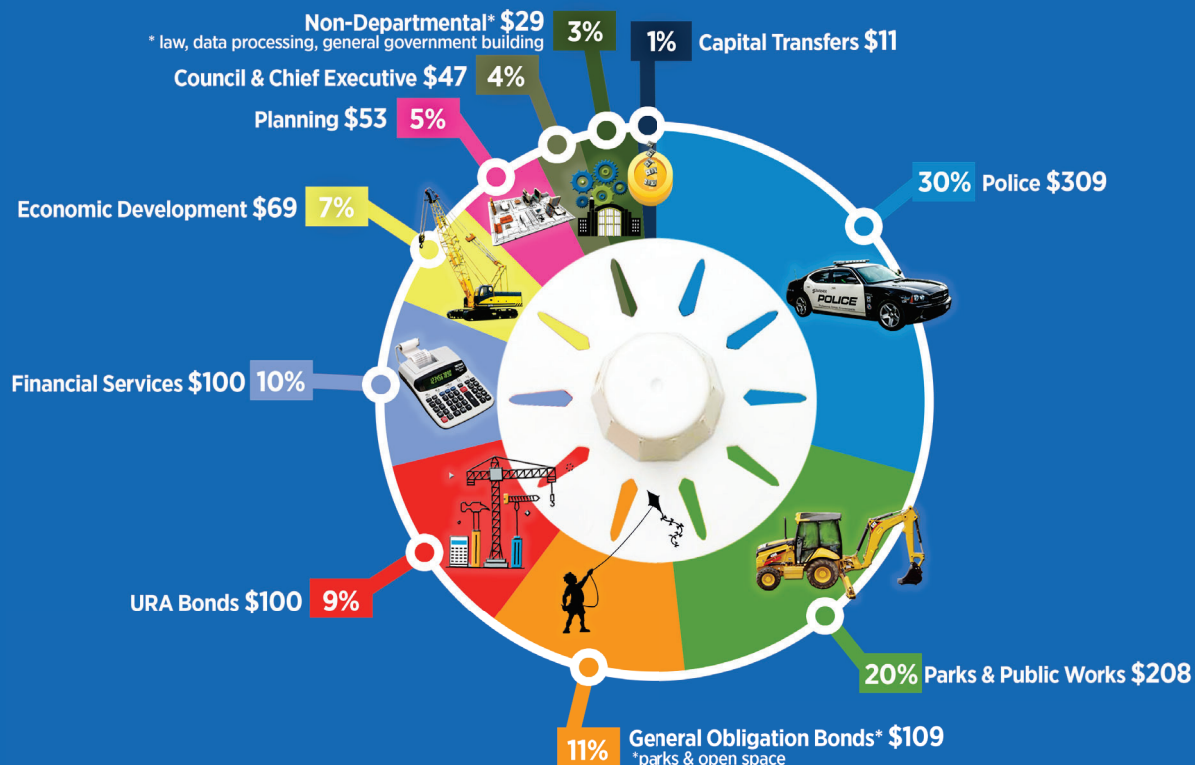 Non-Departmental* $29
* law, data processing, general government building
3%
1%
Capital Transfers $11
Council & Chief Executive $47
4%
Planning $53
5%
30%
Police $309
Economic Development $69
7%
POLICE
Financial Services $100
10%
URA Bonds $100
9%
20%
Parks & Public Works $208
11%
General Obligation Bonds* $109
*parks & open space